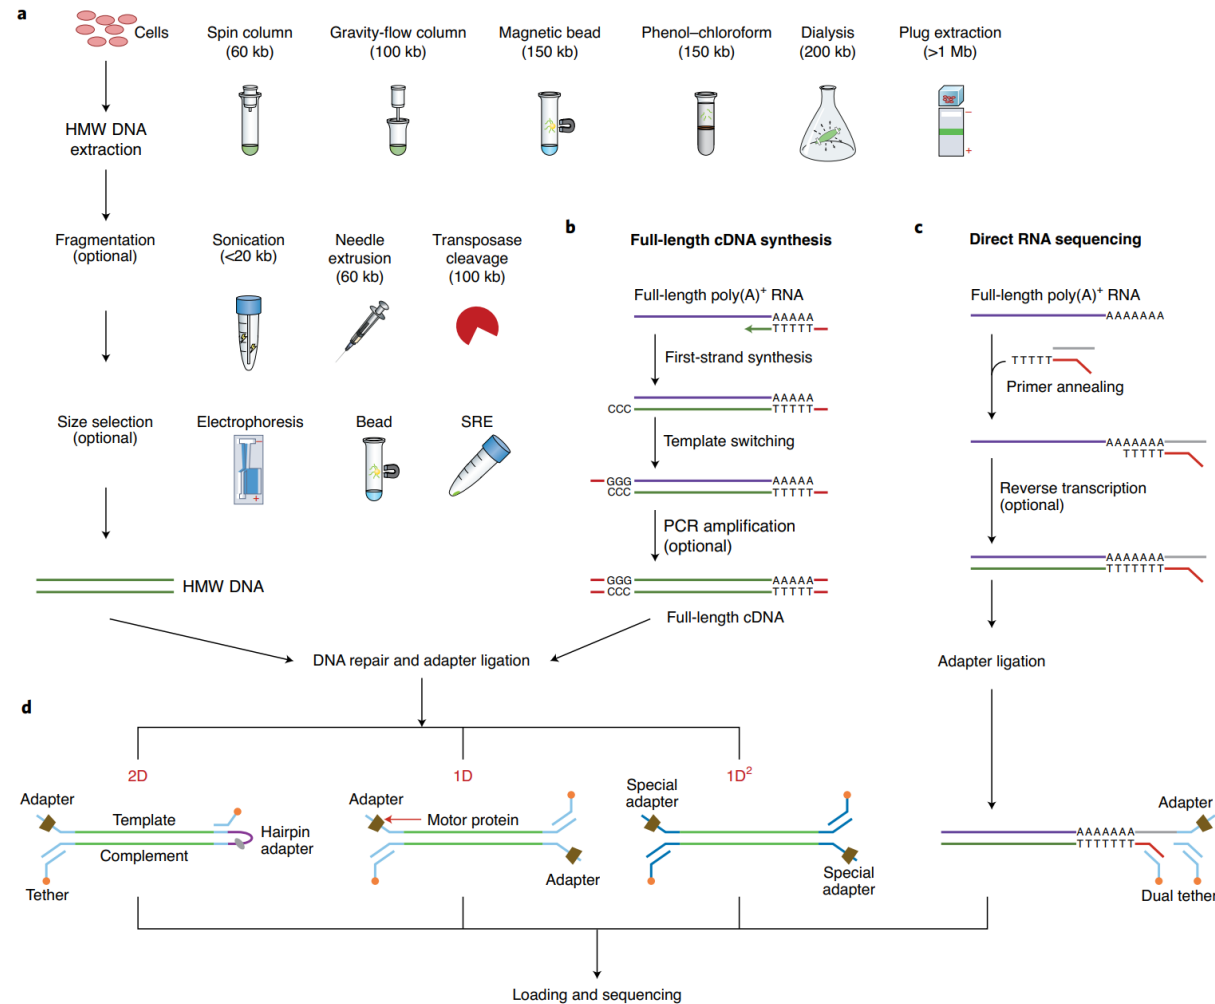 a
Cells
Spin column
(60 kb)
Gravity-flow column
(100 kb)
Magnetic bead
(150 kb)
Phenol–chloroform
(150 kb)
Dialysis
(200 kb)
Plug extraction
(>1 Mb)
−
+
HMW DNA
extraction
Fragmentation
(optional)
Sonication
(<20 kb)
Needle
extrusion
(60 kb)
Transposase
cleavage
(100 kb)
Size selection
(optional)
Electrophoresis
−
+
Bead
SRE
HMW DNA
b
Full-length cDNA synthesis
Full-length poly(A)⁺ RNA
AAAAA
TTTTT
First-strand synthesis
AAAAA
CCC TTTTT
Template switching
GGG AAAAA
CCC TTTTT
PCR amplification
(optional)
GGG AAAAA
CCC TTTTT
Full-length cDNA
c
Direct RNA sequencing
Full-length poly(A)⁺ RNA
AAAAAAA
TTTTT
Primer annealing
AAAAAAA
TTTTT
Reverse transcription
(optional)
AAAAAAA
TTTTTTT
Adapter ligation
DNA repair and adapter ligation
d
2D
Adapter
Template
Complement
Hairpin
adapter
Tether
1D
Adapter
Motor protein
Adapter
1D²
Special
adapter
Special
adapter
Adapter
AAAAAAA
TTTTTTT
Dual tether
Loading and sequencing